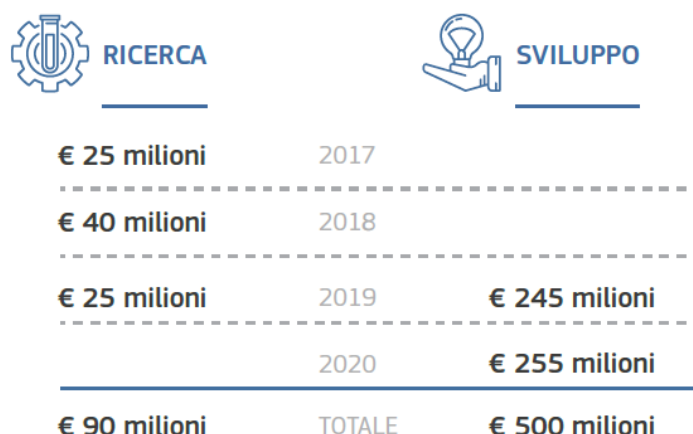 RICERCA SVILUPPO
€ 25 milioni 2017
€ 40 milioni 2018
€ 25 milioni 2019 € 245 milioni
2020 € 255 milioni
€ 90 milioni TOTALE € 500 milioni